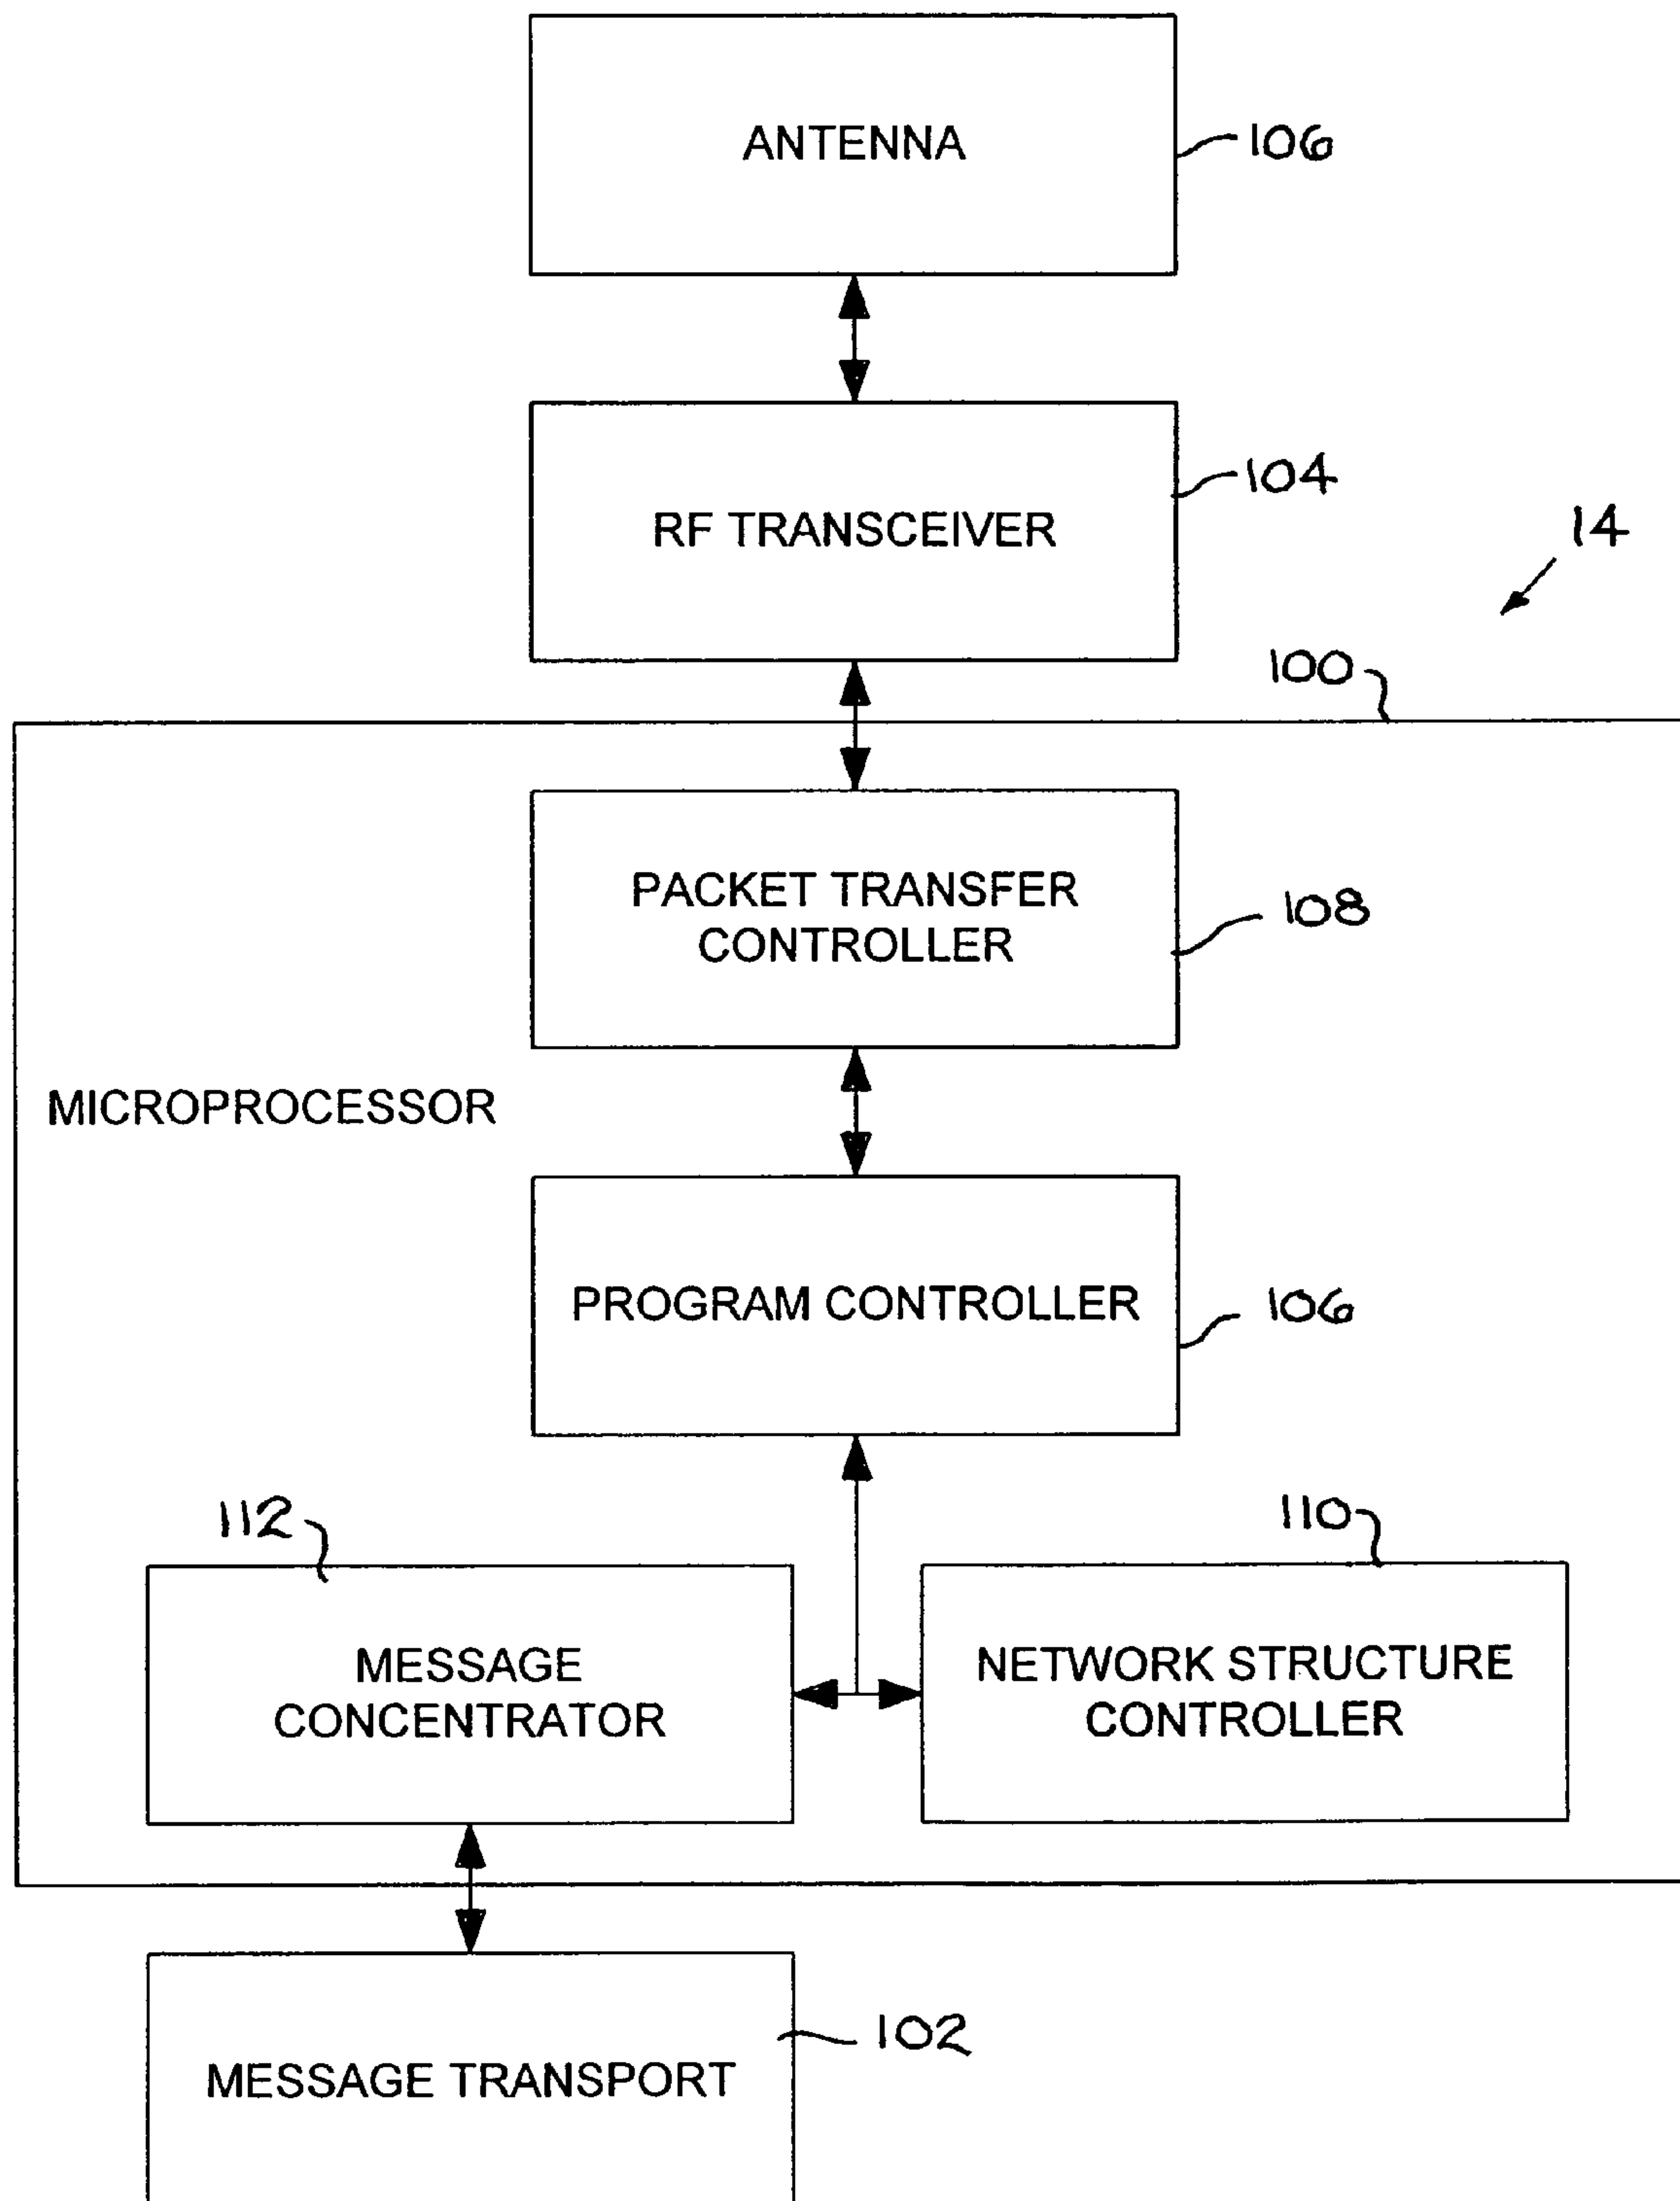 ANTENNA
106
RF TRANSCEIVER
104
14
100
PACKET TRANSFER
CONTROLLER
108
MICROPROCESSOR
PROGRAM CONTROLLER
106
112
110
MESSAGE
CONCENTRATOR
NETWORK STRUCTURE
CONTROLLER
102
MESSAGE TRANSPORT